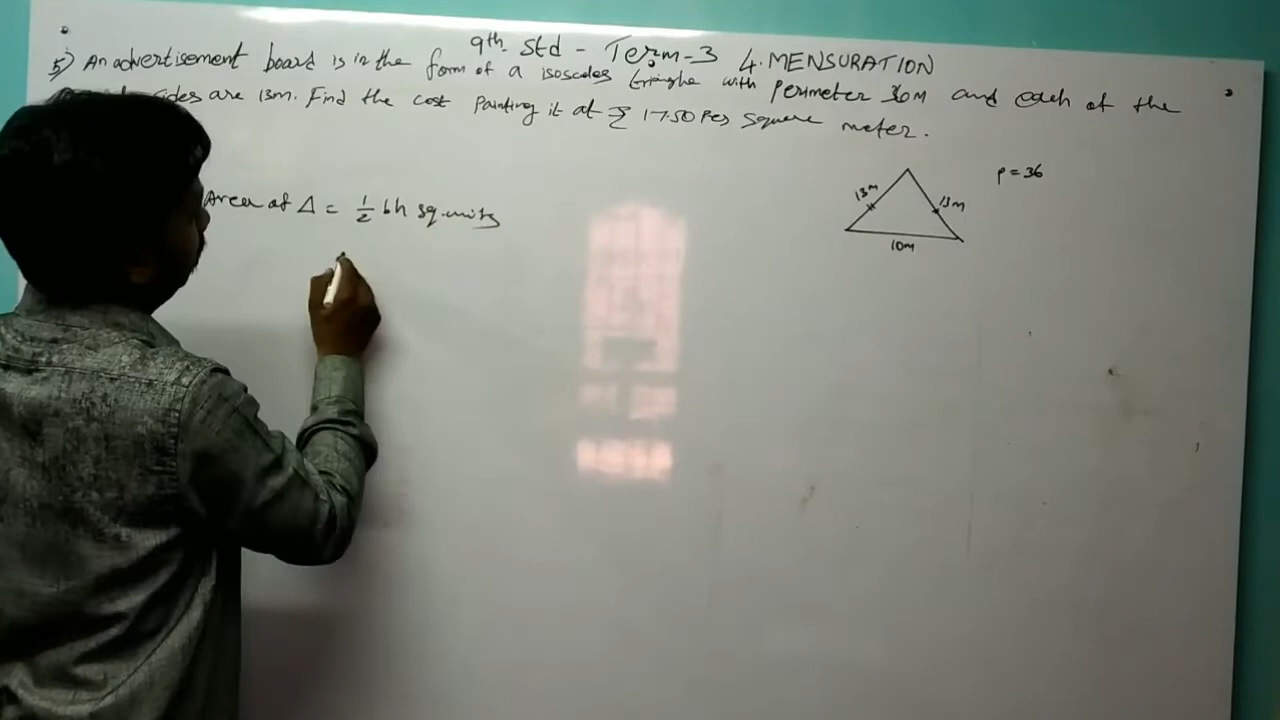 9th Std - Term-3 4. MENSURATION
5) An advertisement board is in the form of a isosceles triangle with Perimeter 36m and each of the
sides are 13m. Find the cost Painting it at ₹ 17.50 Per Square meter.
Area of Δ = 1/2 bh sq.units
13m
13m
10m
P = 36